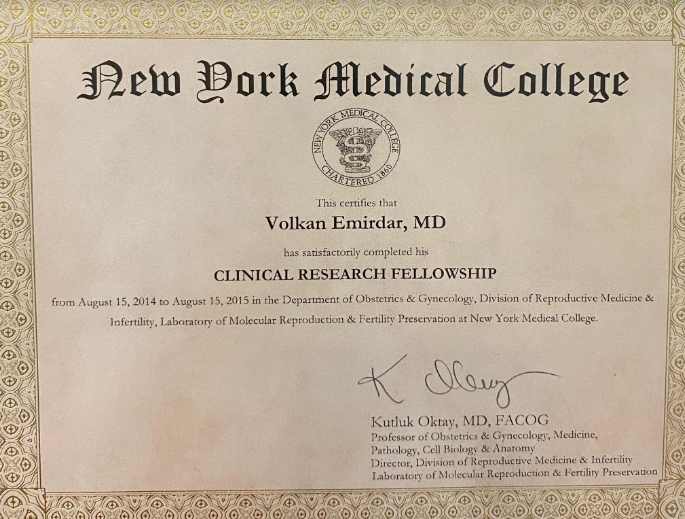 New York Medical College
NEW YORK MEDICAL COLLEGE
CHARTERED 1860
This certifies that
Volkan Emirdar, MD
has satisfactorily completed his
CLINICAL RESEARCH FELLOWSHIP
from August 15, 2014 to August 15, 2015 in the Department of Obstetrics & Gynecology, Division of Reproductive Medicine &
Infertility, Laboratory of Molecular Reproduction & Fertility Preservation at New York Medical College.
K. Oktay
Kutluk Oktay, MD, FACOG
Professor of Obstetrics & Gynecology, Medicine,
Pathology, Cell Biology & Anatomy
Director, Division of Reproductive Medicine & Infertility
Laboratory of Molecular Reproduction & Fertility Preservation